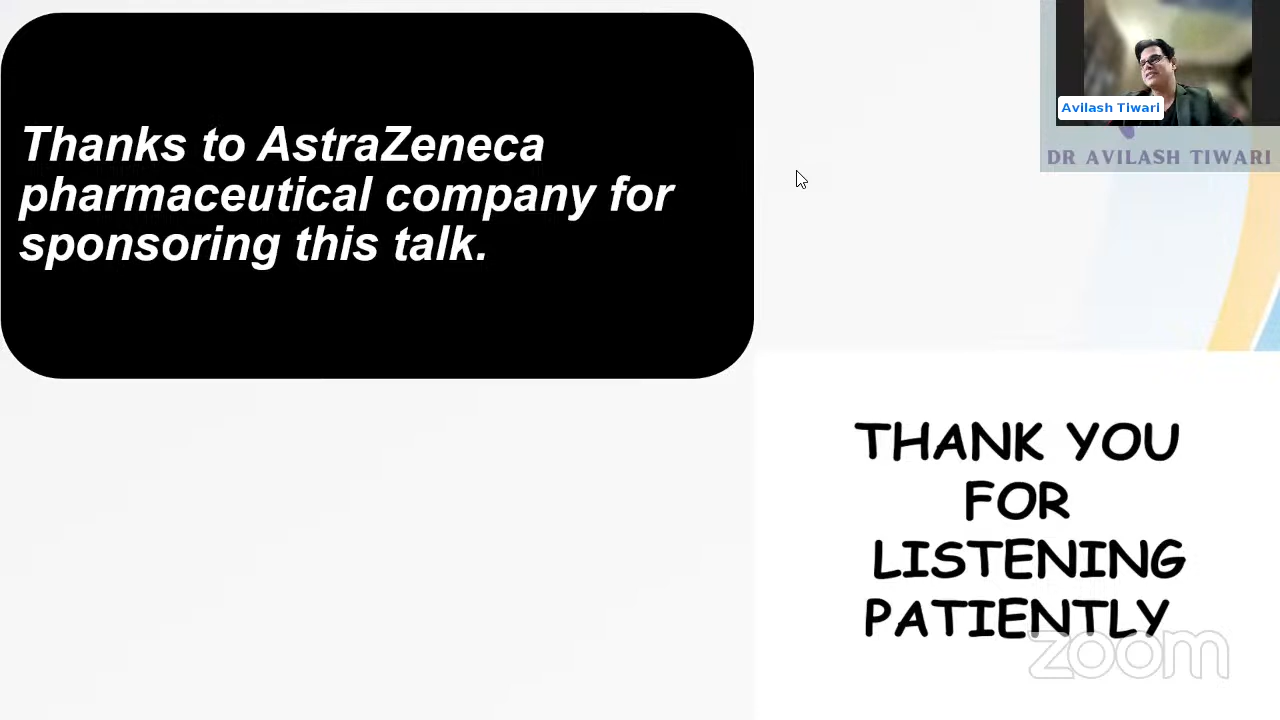 Thanks to AstraZeneca
pharmaceutical company for
sponsoring this talk.
Avilash Tiwari
DR AVILASH TIWARI
THANK YOU
FOR
LISTENING
PATIENTLY
zoom